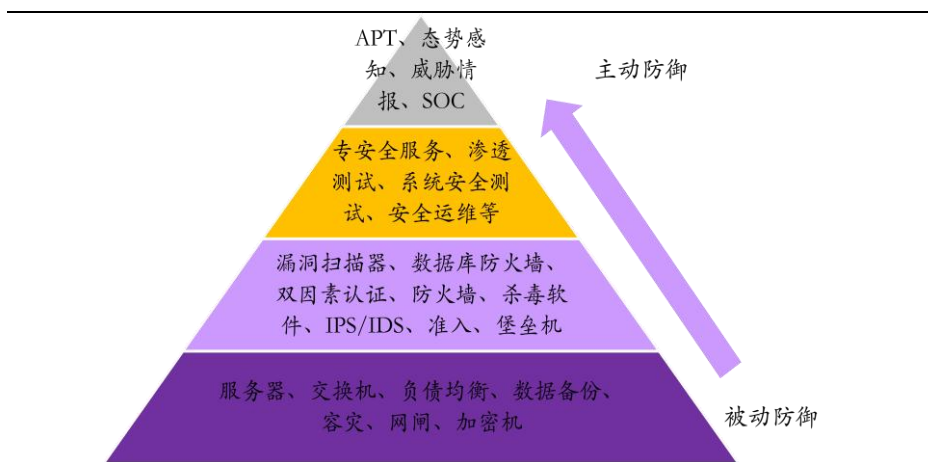 APT、态势感
知、威胁情
报、SOC
主动防御
专安全服务、渗透
测试、系统安全测
试、安全运维等
漏洞扫描器、数据库防火墙、
双因素认证、防火墙、杀毒软
件、IPS/IDS、准入、堡垒机
服务器、交换机、负债均衡、数据备份、
容灾、网闸、加密机
被动防御